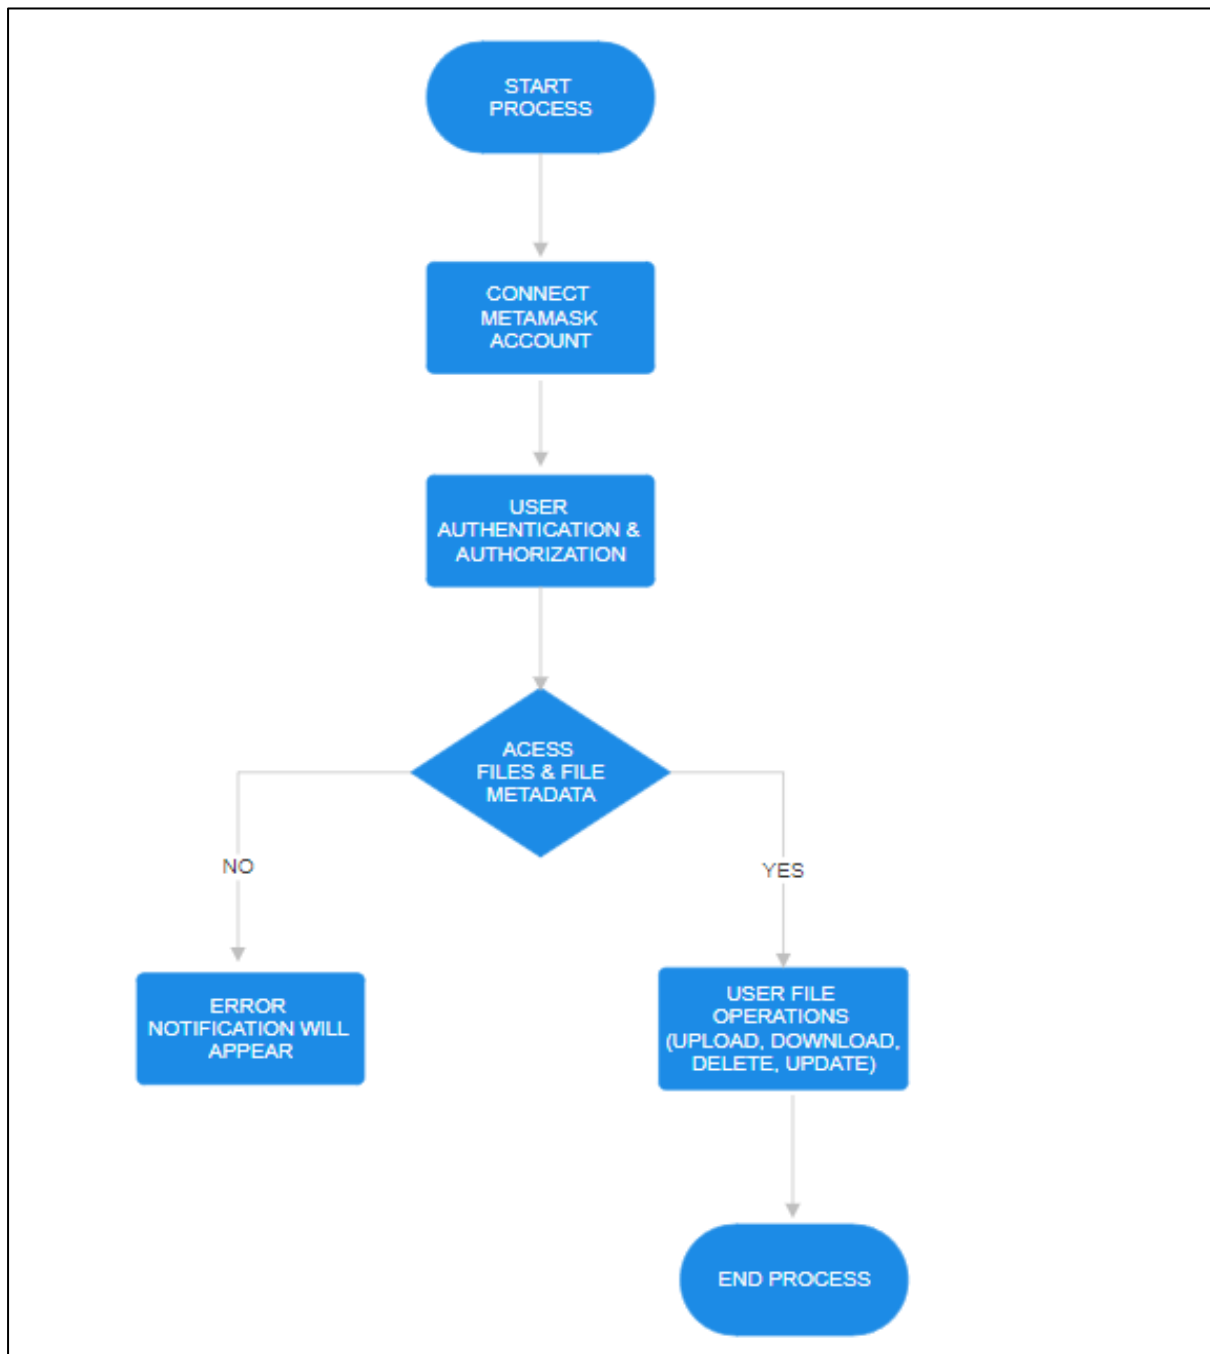 START
PROCESS
CONNECT
METAMASK
ACCOUNT
USER
AUTHENTICATION &
AUTHORIZATION
ACESS
FILES & FILE
METADATA
NO
YES
ERROR
NOTIFICATION WILL
APPEAR
USER FILE
OPERATIONS
(UPLOAD, DOWNLOAD,
DELETE, UPDATE)
END PROCESS